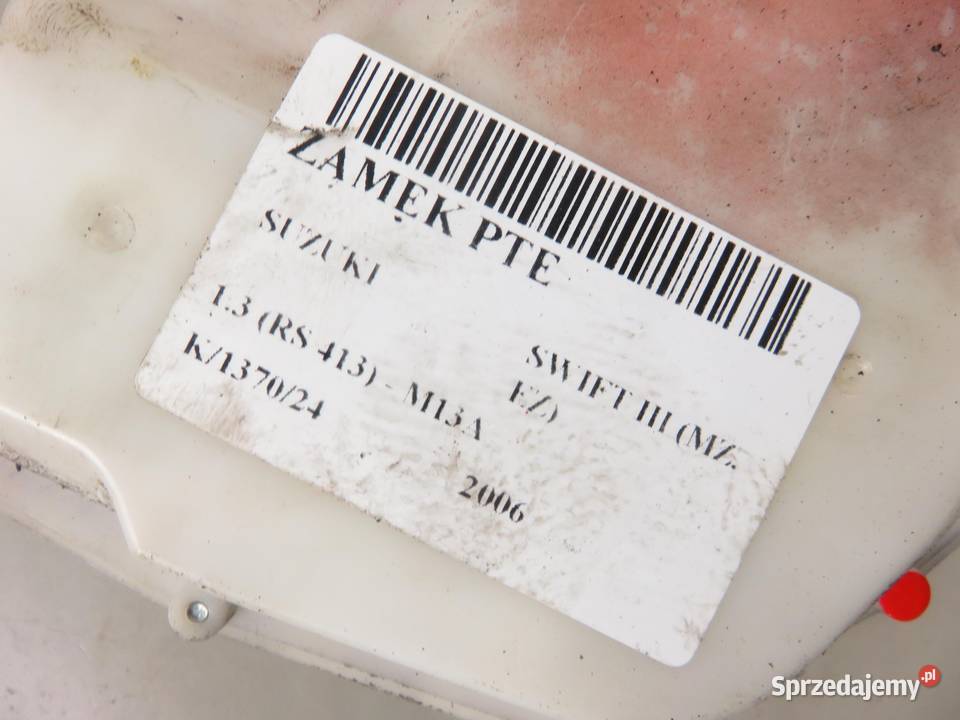 ZAMEK PTE
SUZUKI
SWIFT III (MZ,
EZ)
1.3 (RS 413) - M13A
2006
K/1370/24
Sprzedajemy.pl